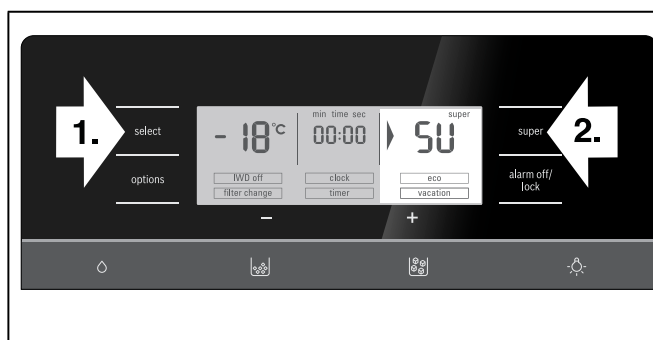 min time sec
super
1.
select
- 18°C
00:00
SU
super
2.
options
IWD off
clock
eco
alarm off/
lock
filter change
timer
vacation
–
+